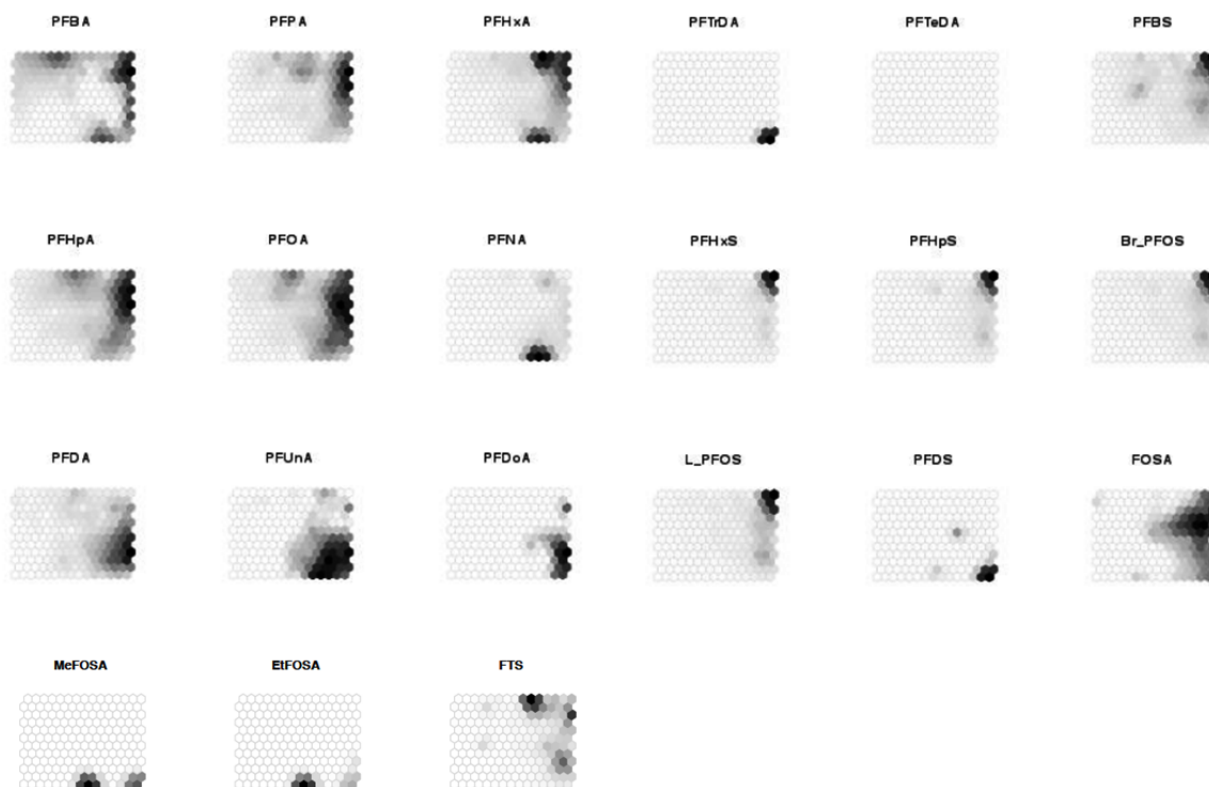 PFBA PFPA PFHxA PFTrDA PFTeDA PFBS
PFHpA PFOA PFNA PFHxS PFHpS Br_PFOS
PFDA PFUnA PFDoA L_PFOS PFDS FOSA
MeFOSA EtFOSA FTS